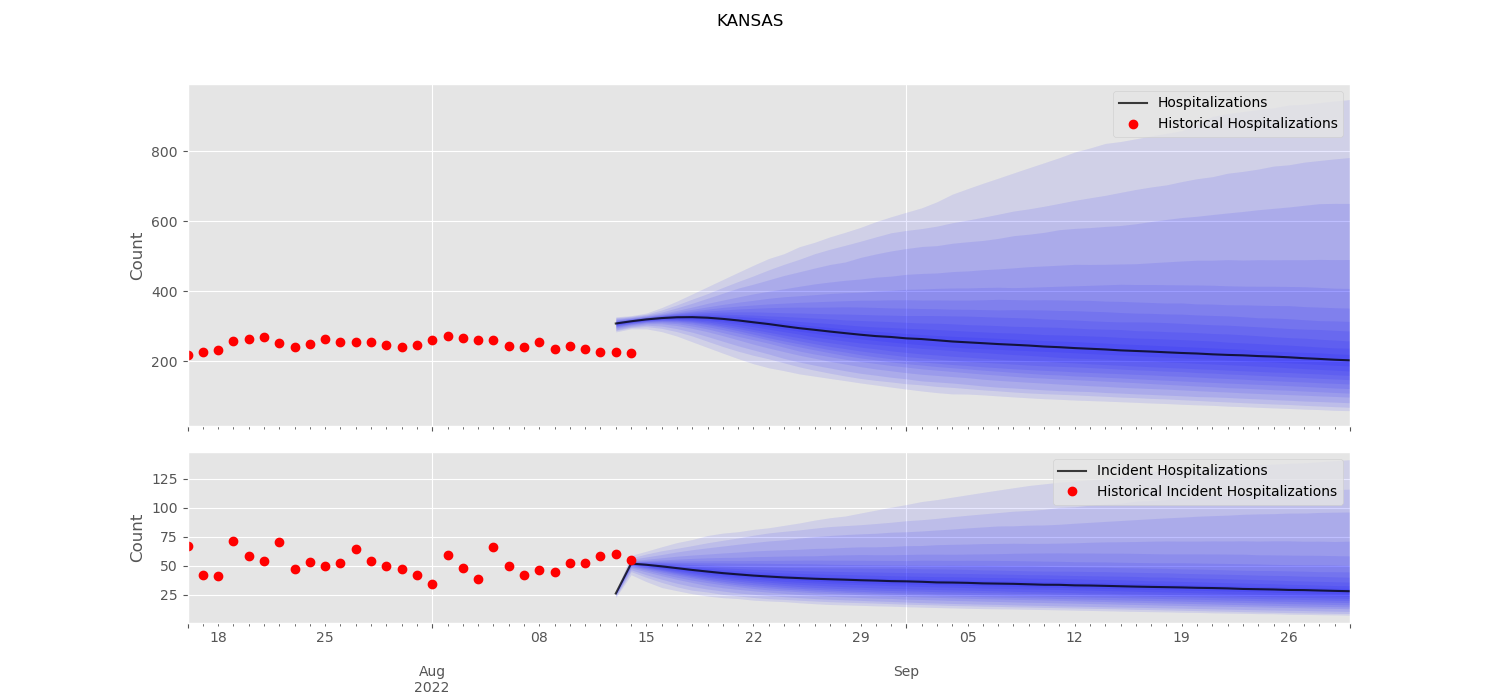 KANSAS
Hospitalizations
Historical Hospitalizations
800
600
400
200
Count
Incident Hospitalizations
Historical Incident Hospitalizations
125
100
75
50
25
Count
18 25 08 15 22 29 05 12 19 26
Aug Sep
2022